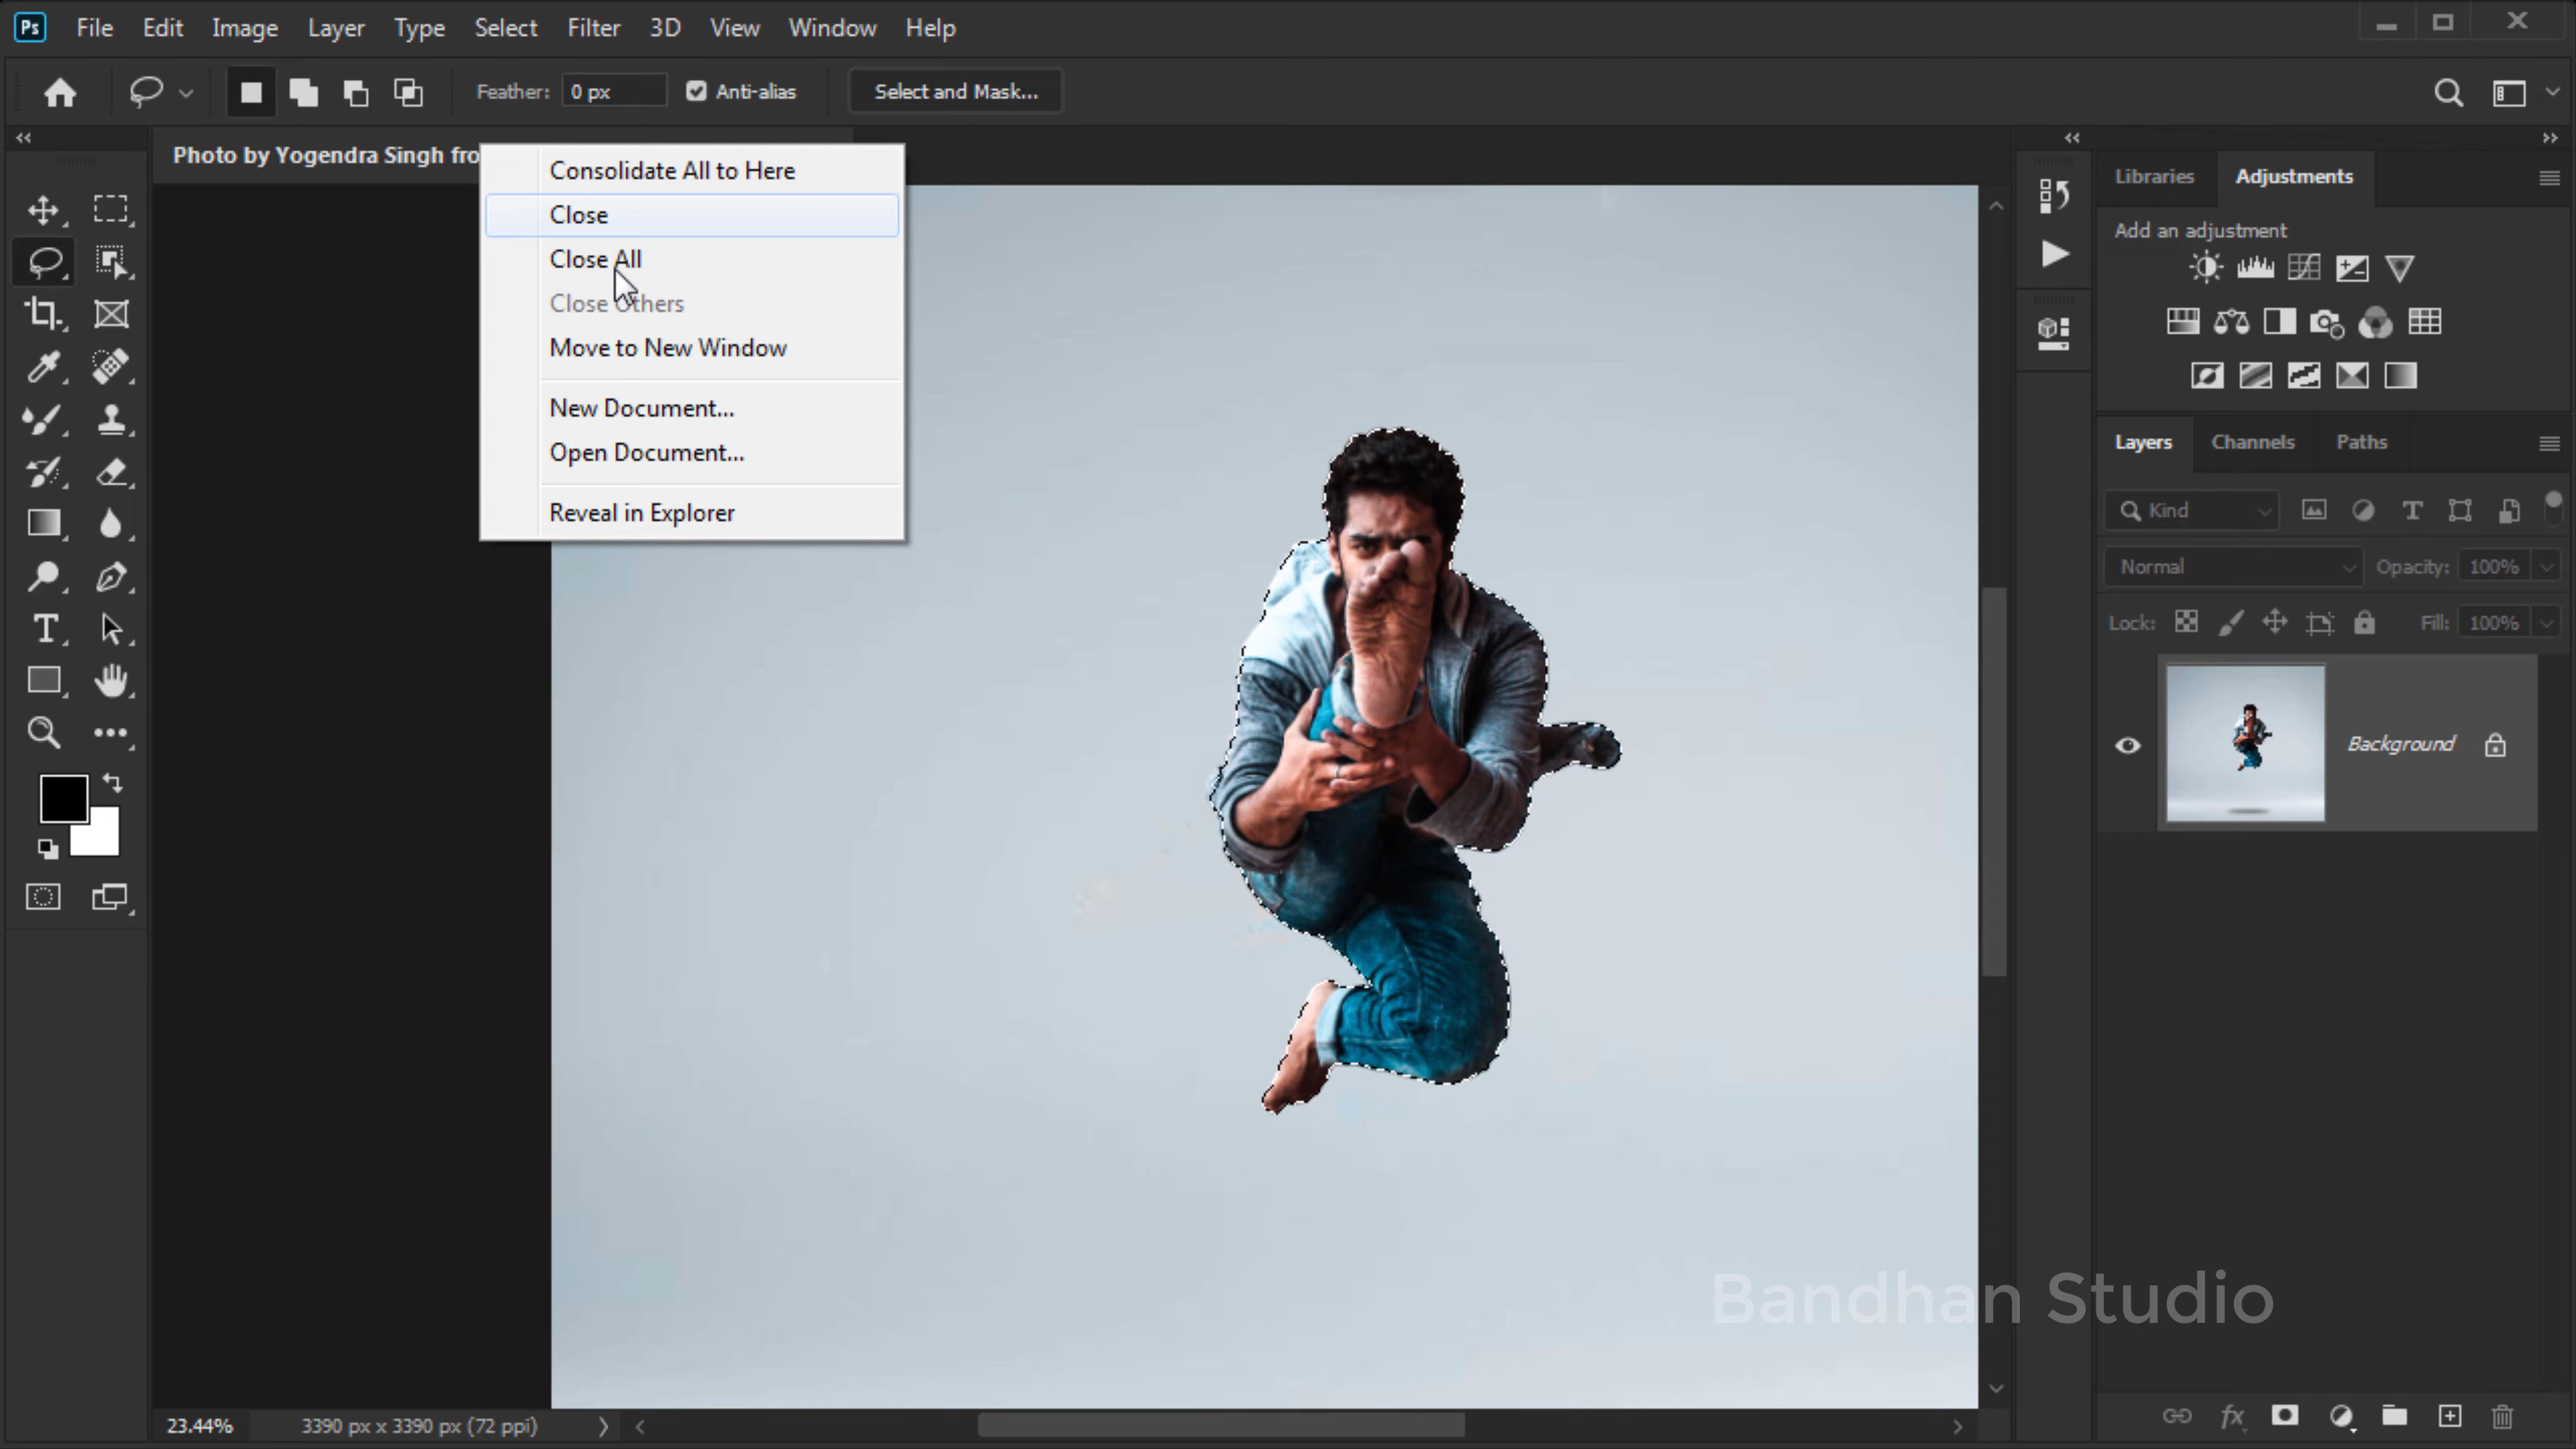 Ps File Edit Image Layer Type Select Filter 3D View Window Help
Feather: 0 px Anti-alias Select and Mask...
Photo by Yogendra Singh fro
Consolidate All to Here
Close
Close All
Close Others
Move to New Window
New Document...
Open Document...
Reveal in Explorer
Libraries Adjustments
Add an adjustment
Layers Channels Paths
Kind
Normal Opacity: 100%
Lock: Fill: 100%
Background
Bandhan Studio
23.44% 3390 px x 3390 px (72 ppi)
fx